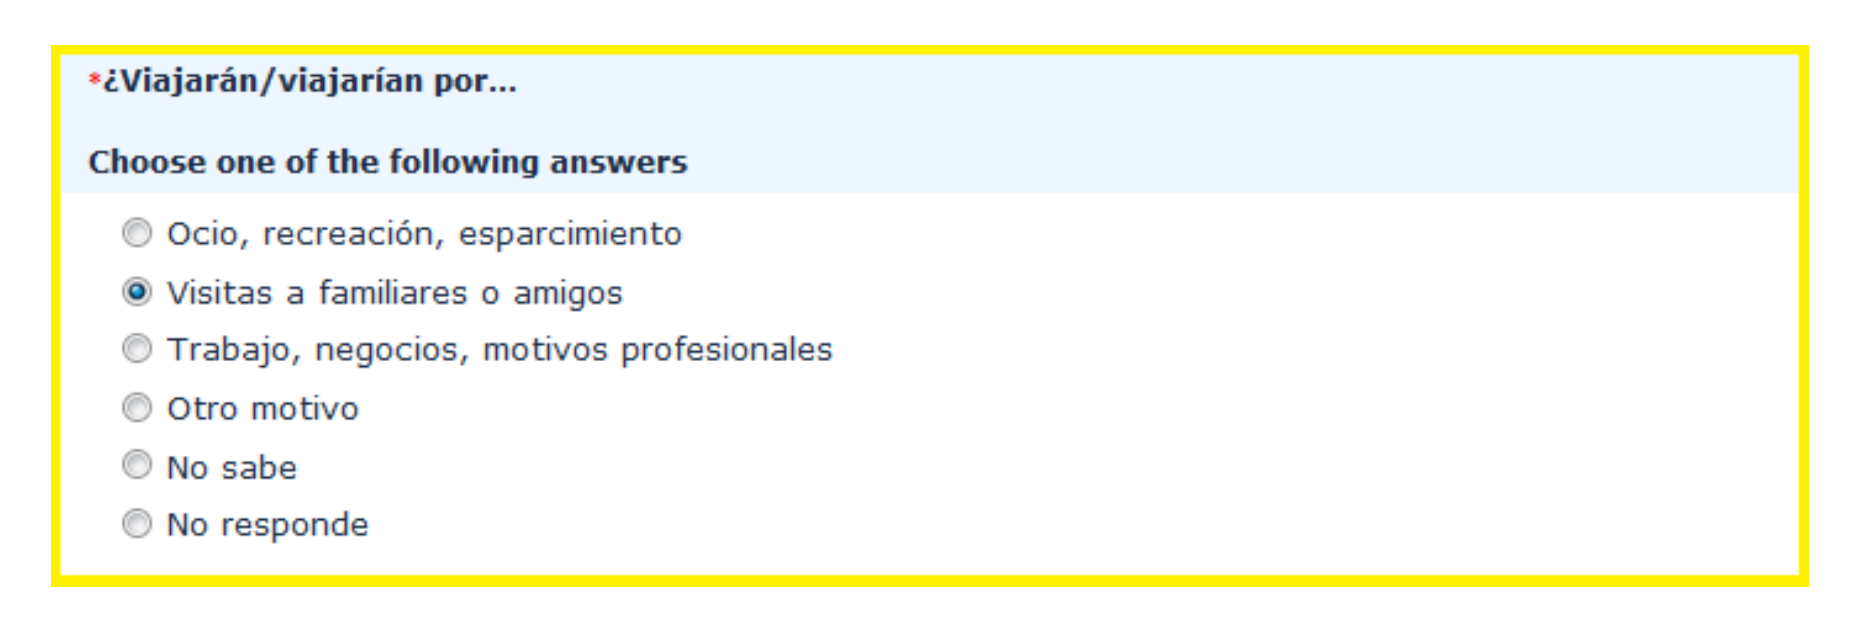 *¿Viajarán/viajarían por...
Choose one of the following answers
Ocio, recreación, esparcimiento
Visitas a familiares o amigos
Trabajo, negocios, motivos profesionales
Otro motivo
No sabe
No responde